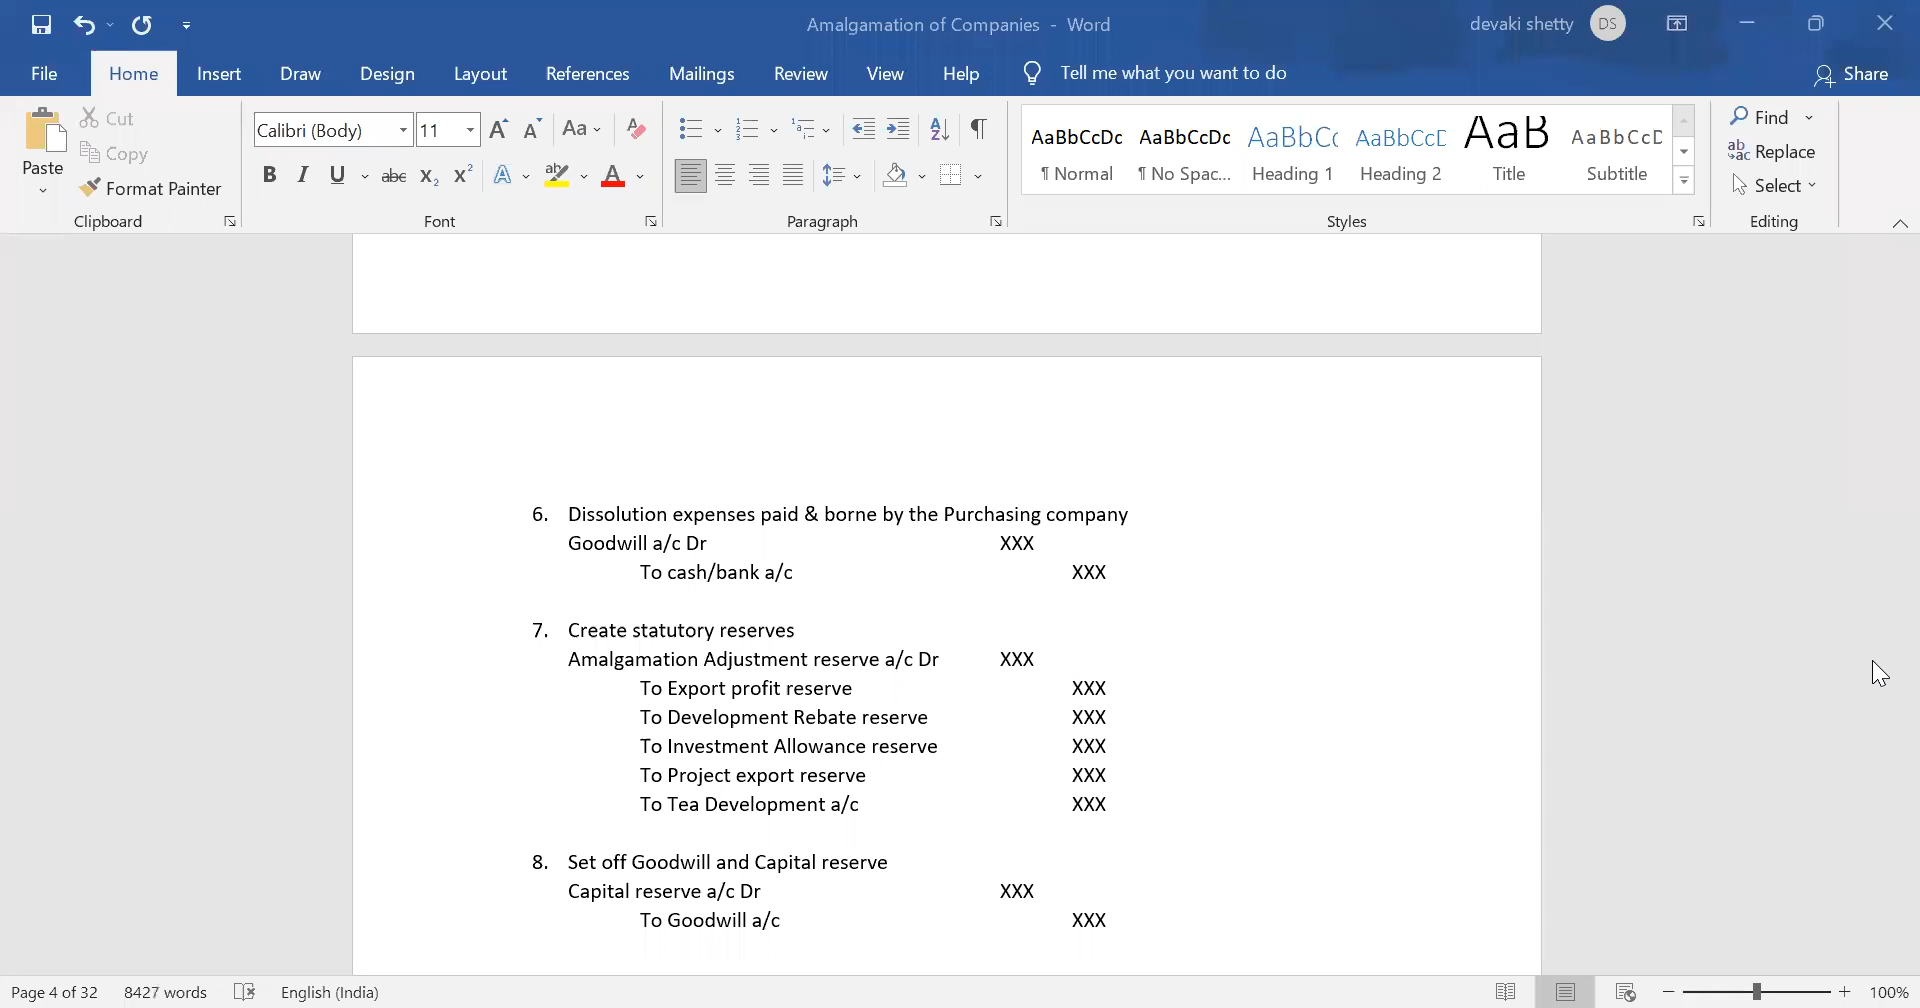 Amalgamation of Companies - Word
devaki shetty DS
File Home Insert Draw Design Layout References Mailings Review View Help Tell me what you want to do Share
Paste
Cut
Copy
Format Painter
Clipboard
Calibri (Body) 11
Font
Paragraph
AaBbCcDc AaBbCcDc AaBbCc AaBbCcD AaB AaBbCcD
¶ Normal ¶ No Spac... Heading 1 Heading 2 Title Subtitle
Styles
Find
Replace
Select
Editing
6. Dissolution expenses paid & borne by the Purchasing company
Goodwill a/c Dr XXX
To cash/bank a/c XXX
7. Create statutory reserves
Amalgamation Adjustment reserve a/c Dr XXX
To Export profit reserve XXX
To Development Rebate reserve XXX
To Investment Allowance reserve XXX
To Project export reserve XXX
To Tea Development a/c XXX
8. Set off Goodwill and Capital reserve
Capital reserve a/c Dr XXX
To Goodwill a/c XXX
Page 4 of 32 8427 words English (India) 100%